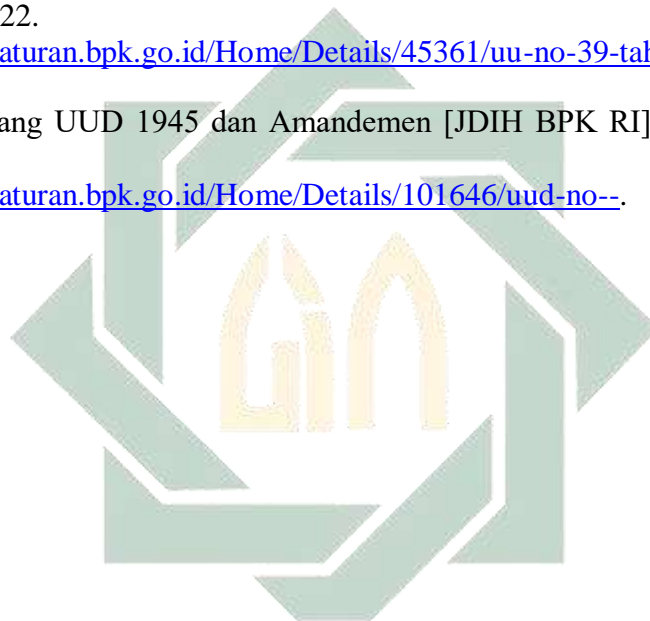 22.
aturan.bpk.go.id/Home/Details/45361/uu-no-39-tah
ang UUD 1945 dan Amandemen [JDIH BPK RI]
aturan.bpk.go.id/Home/Details/101646/uud-no--.